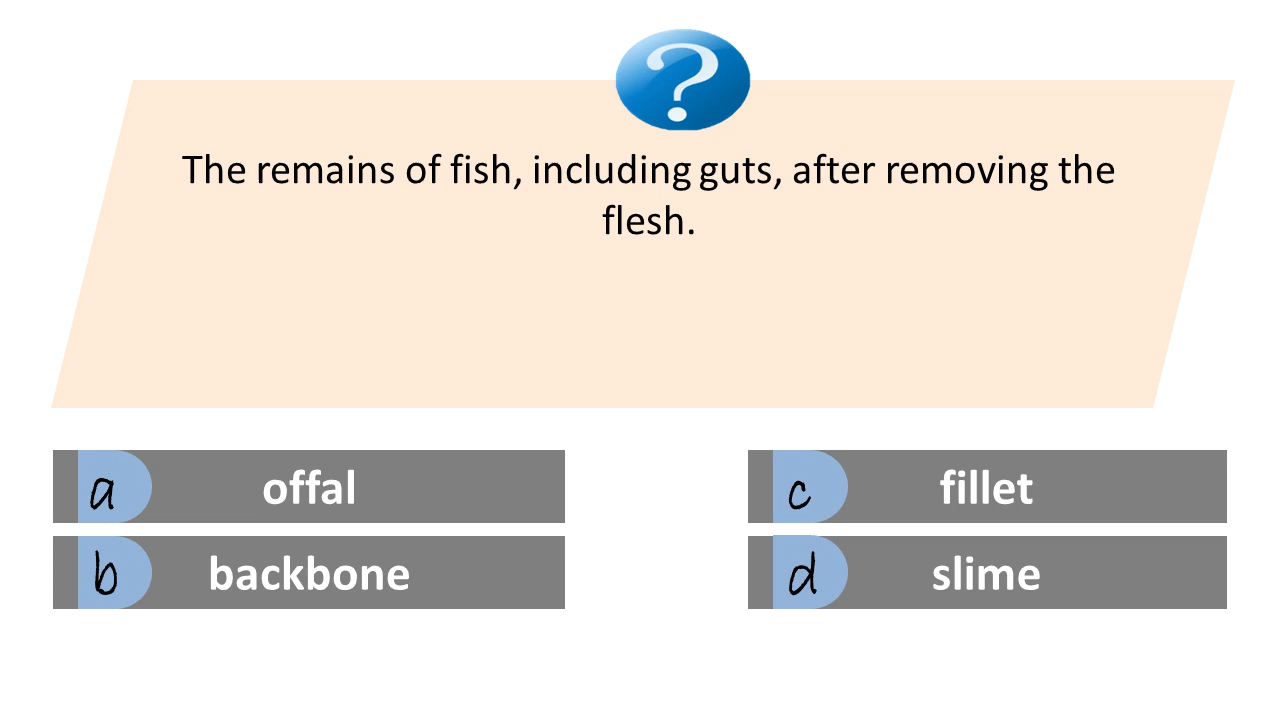 ?
The remains of fish, including guts, after removing the
flesh.
a offal
b backbone
c fillet
d slime